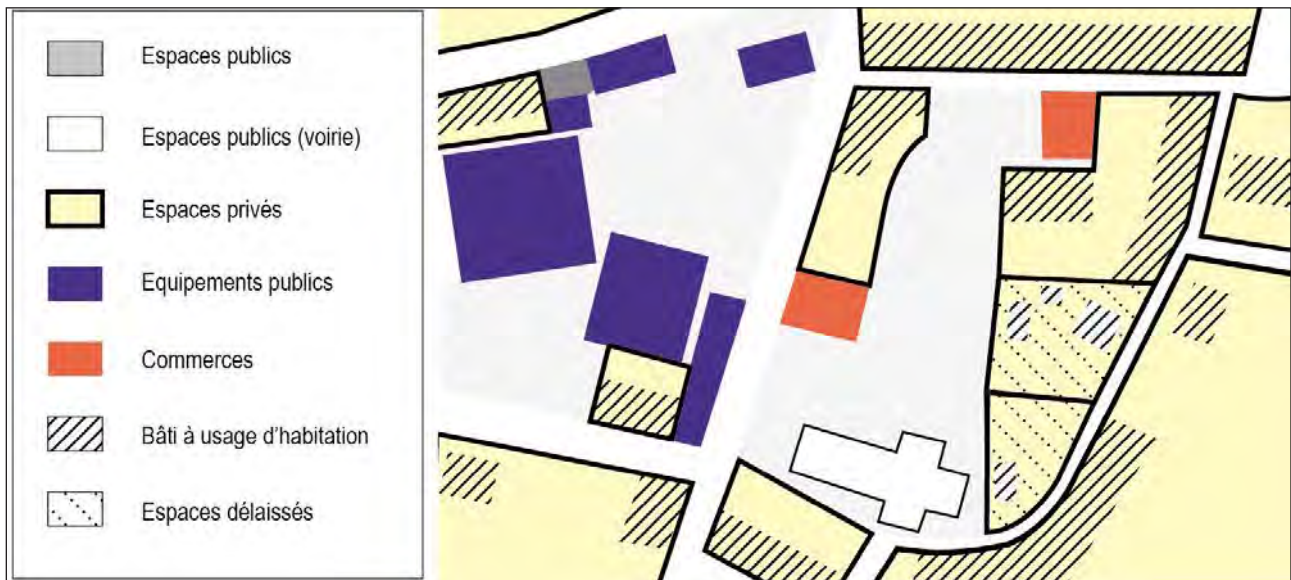 Espaces publics
Espaces publics (voirie)
Espaces privés
Equipements publics
Commerces
Bâti à usage d'habitation
Espaces délaissés